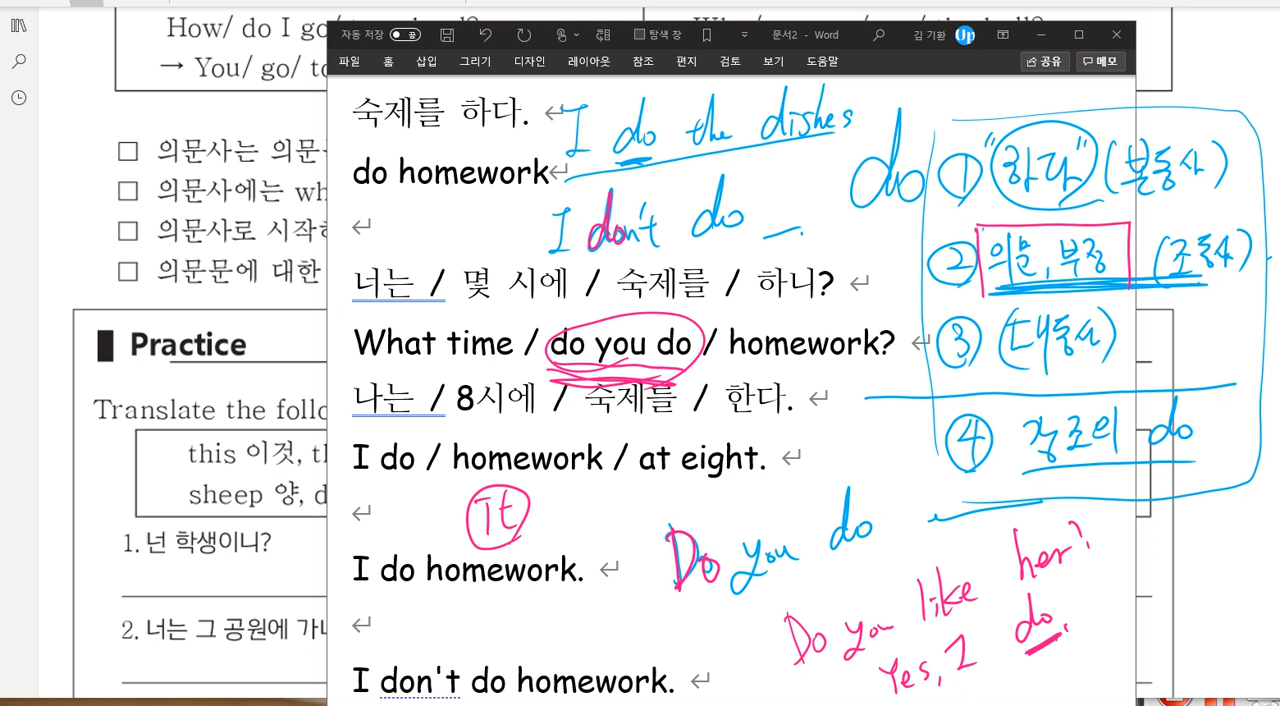 How/ do I go/
→ You/ go/ to
의문사는 의문
의문사에는 wh
의문사로 시작하
의문문에 대한
Practice
Translate the follo
this 이것, th
sheep 양, d
1. 넌 학생이니?
2. 너는 그 공원에 가니
자동 저장 끔 탐색 창 문서2 - Word 김 기환 Up
파일 홈 삽입 그리기 디자인 레이아웃 참조 편지 검토 보기 도움말 공유 메모
숙제를 하다.
do homework
너는 / 몇 시에 / 숙제를 / 하니?
What time / do you do / homework?
나는 / 8시에 / 숙제를 / 한다.
I do / homework / at eight.
I do homework.
I don't do homework.
I do the dishes
I don't do
do ① "하다" (본동사)
② 의문, 부정 (조동사)
③ (대동사)
④ 강조의 do
It
Do you do
Do you like her?
Yes, I do.